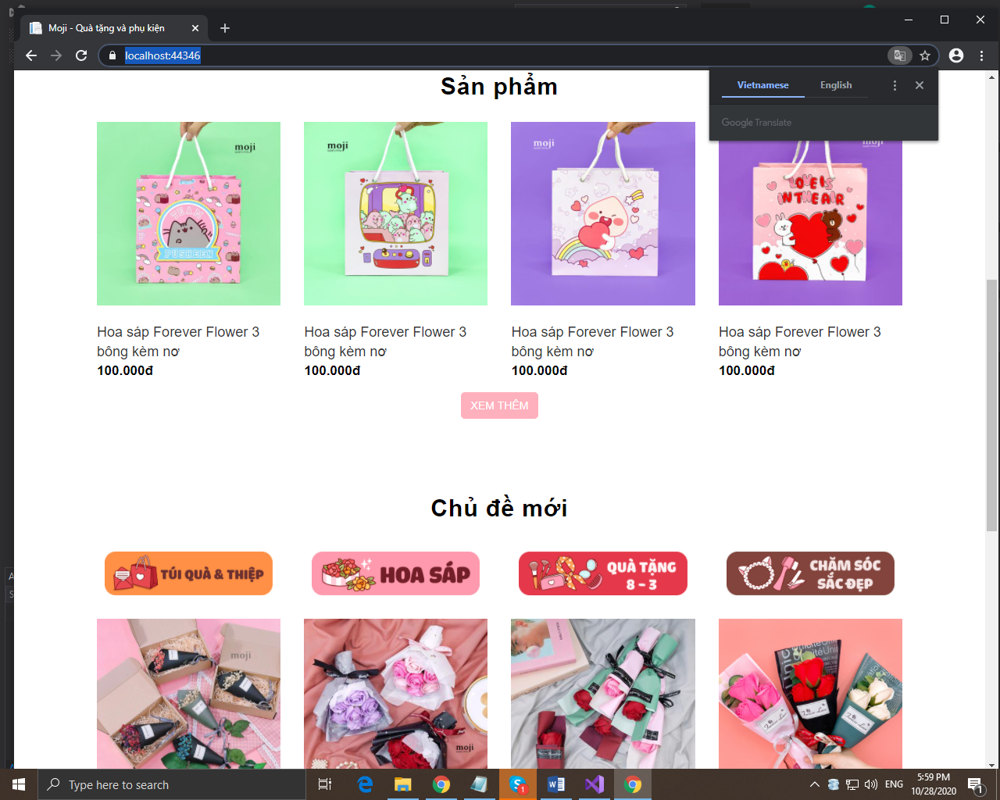 Moji - Quà tặng và phụ kiện
localhost:44346
Vietnamese
English
Google Translate
Sản phẩm
moji
TEAM
PUSHEEN
moji
moji
moji
LOVE IS
IN THE AIR
Hoa sáp Forever Flower 3
bông kèm nơ
100.000đ
Hoa sáp Forever Flower 3
bông kèm nơ
100.000đ
Hoa sáp Forever Flower 3
bông kèm nơ
100.000đ
Hoa sáp Forever Flower 3
bông kèm nơ
100.000đ
XEM THÊM
Chủ đề mới
TÚI QUÀ & THIỆP
HOA SÁP
QUÀ TẶNG
8 - 3
CHĂM SÓC
SẮC ĐẸP
moji
moji
Type here to search
1
ENG
5:59 PM
10/28/2020
1